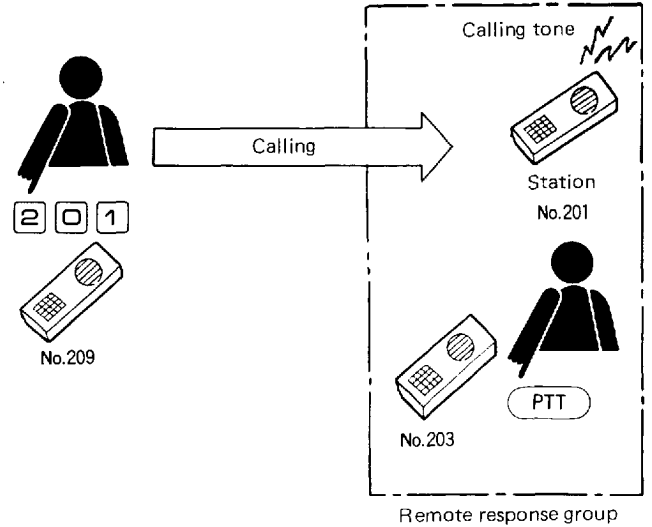 Calling tone
Calling
Station
No.201
2 0 1
No.209
No.203
PTT
Remote response group